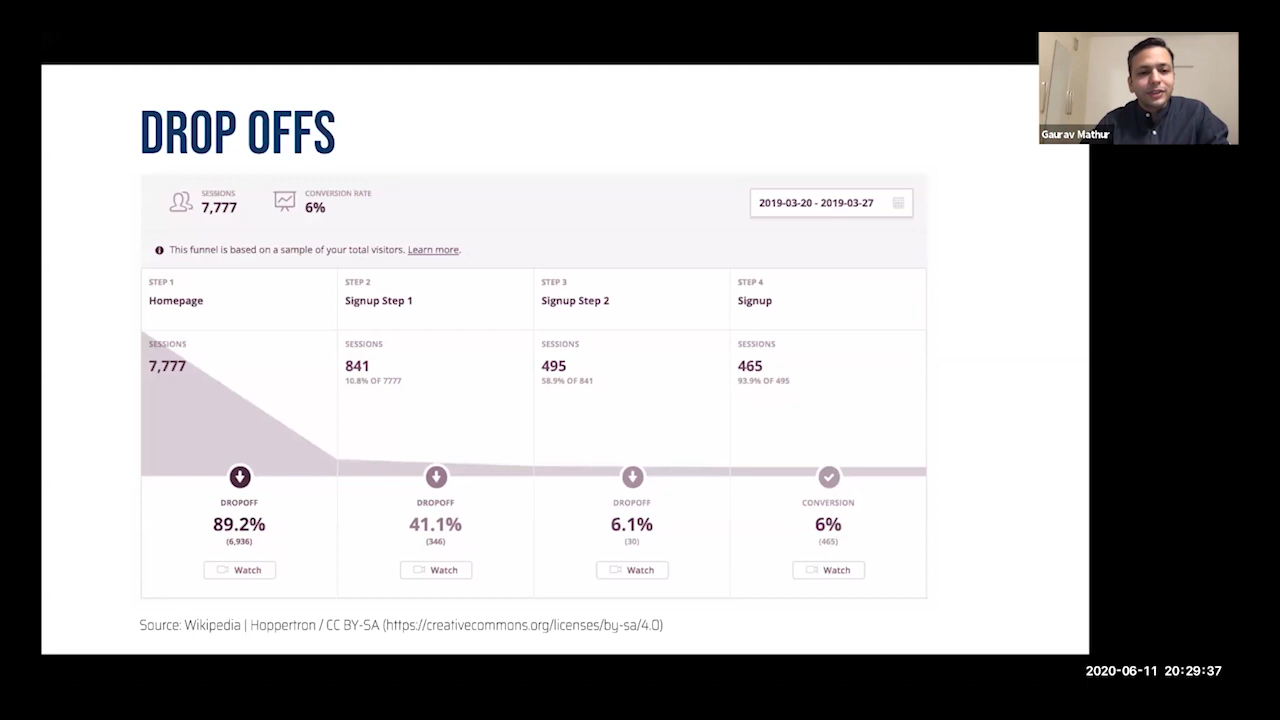 Gaurav Mathur
DROP OFFS
SESSIONS
7,777
CONVERSION RATE
6%
2019-03-20 - 2019-03-27
This funnel is based on a sample of your total visitors. Learn more.
STEP 1
Homepage
STEP 2
Signup Step 1
STEP 3
Signup Step 2
STEP 4
Signup
SESSIONS
7,777
SESSIONS
841
10.8% OF 7777
SESSIONS
495
58.9% OF 841
SESSIONS
465
93.9% OF 495
DROPOFF
89.2%
(6,936)
Watch
DROPOFF
41.1%
(346)
Watch
DROPOFF
6.1%
(30)
Watch
CONVERSION
6%
(465)
Watch
Source: Wikipedia | Hoppertron / CC BY-SA (https://creativecommons.org/licenses/by-sa/4.0)
2020-06-11 20:29:37